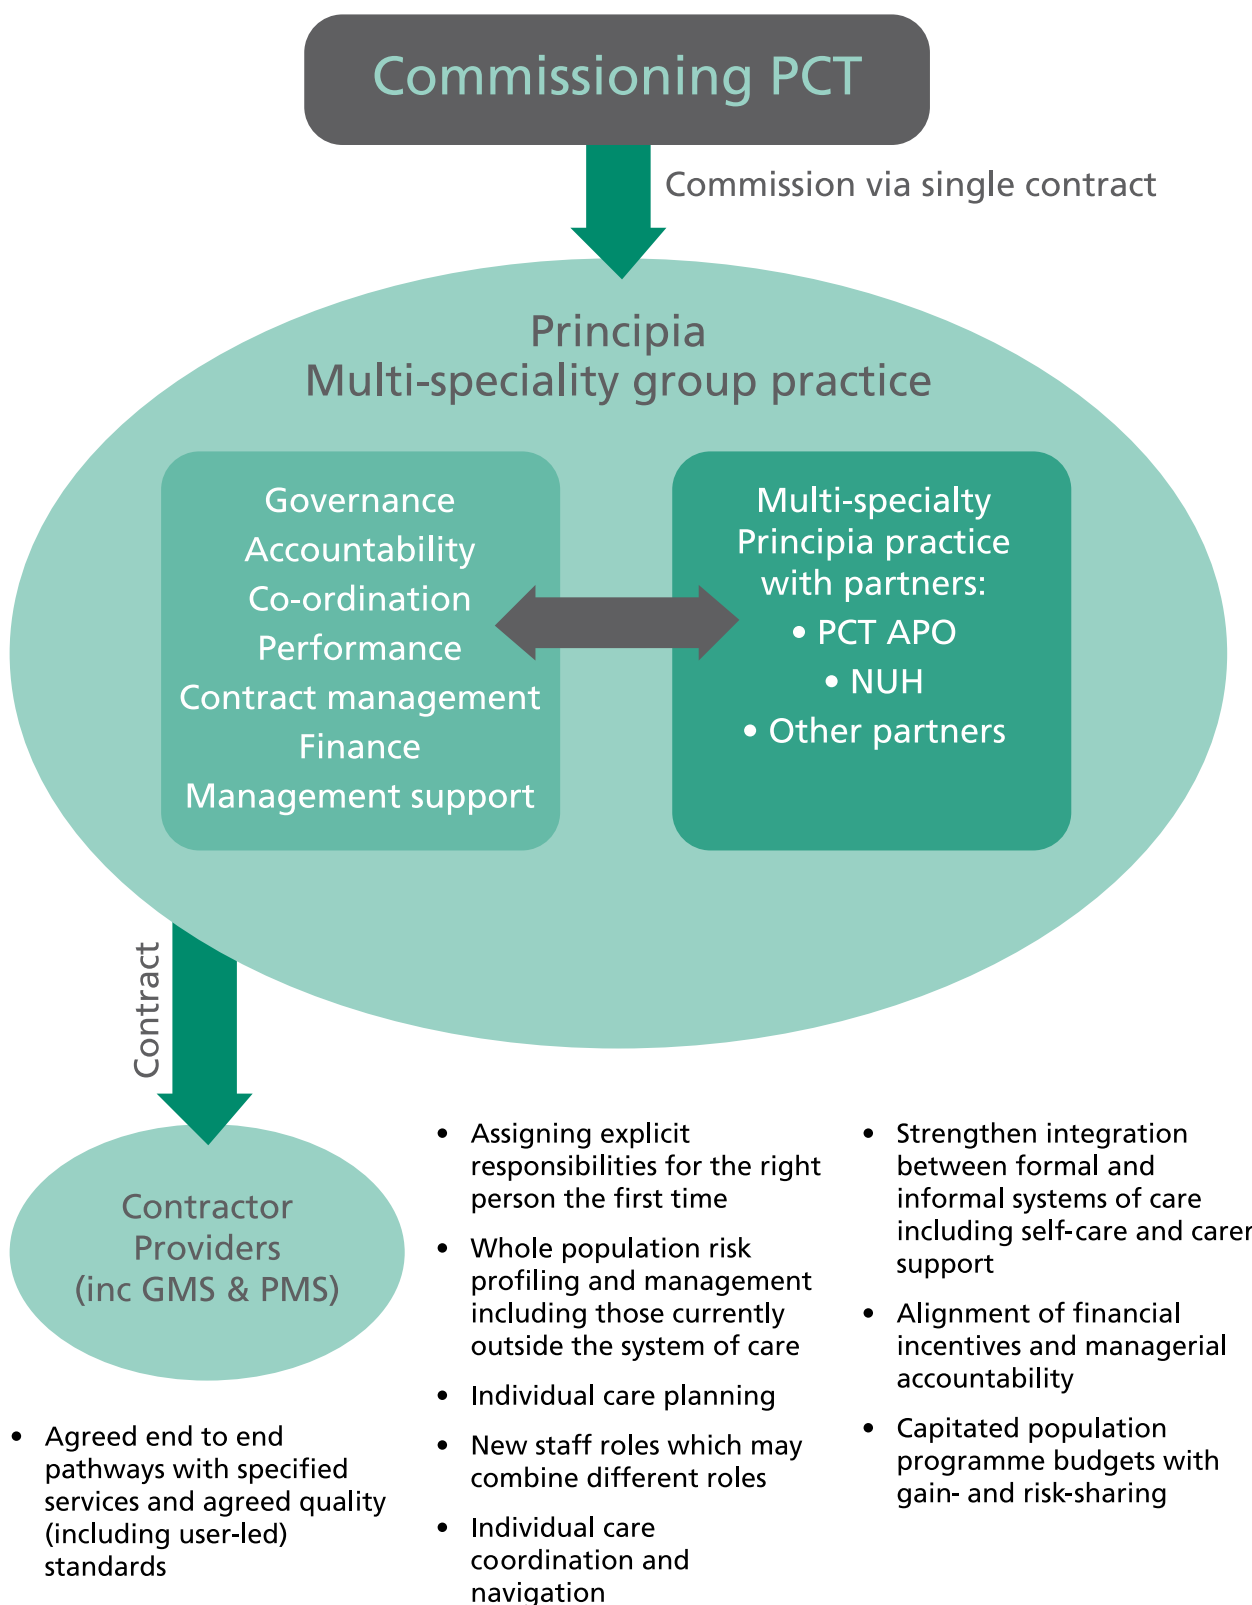 Commissioning PCT
Commission via single contract
Principia
Multi-speciality group practice
Governance
Accountability
Co-ordination
Performance
Contract management
Finance
Management support
Multi-specialty
Principia practice
with partners:
• PCT APO
• NUH
• Other partners
Contract
Contractor
Providers
(inc GMS & PMS)
• Agreed end to end
pathways with specified
services and agreed quality
(including user-led)
standards
• Assigning explicit
responsibilities for the right
person the first time
• Whole population risk
profiling and management
including those currently
outside the system of care
• Individual care planning
• New staff roles which may
combine different roles
• Individual care
coordination and
navigation
• Strengthen integration
between formal and
informal systems of care
including self-care and carer
support
• Alignment of financial
incentives and managerial
accountability
• Capitated population
programme budgets with
gain- and risk-sharing